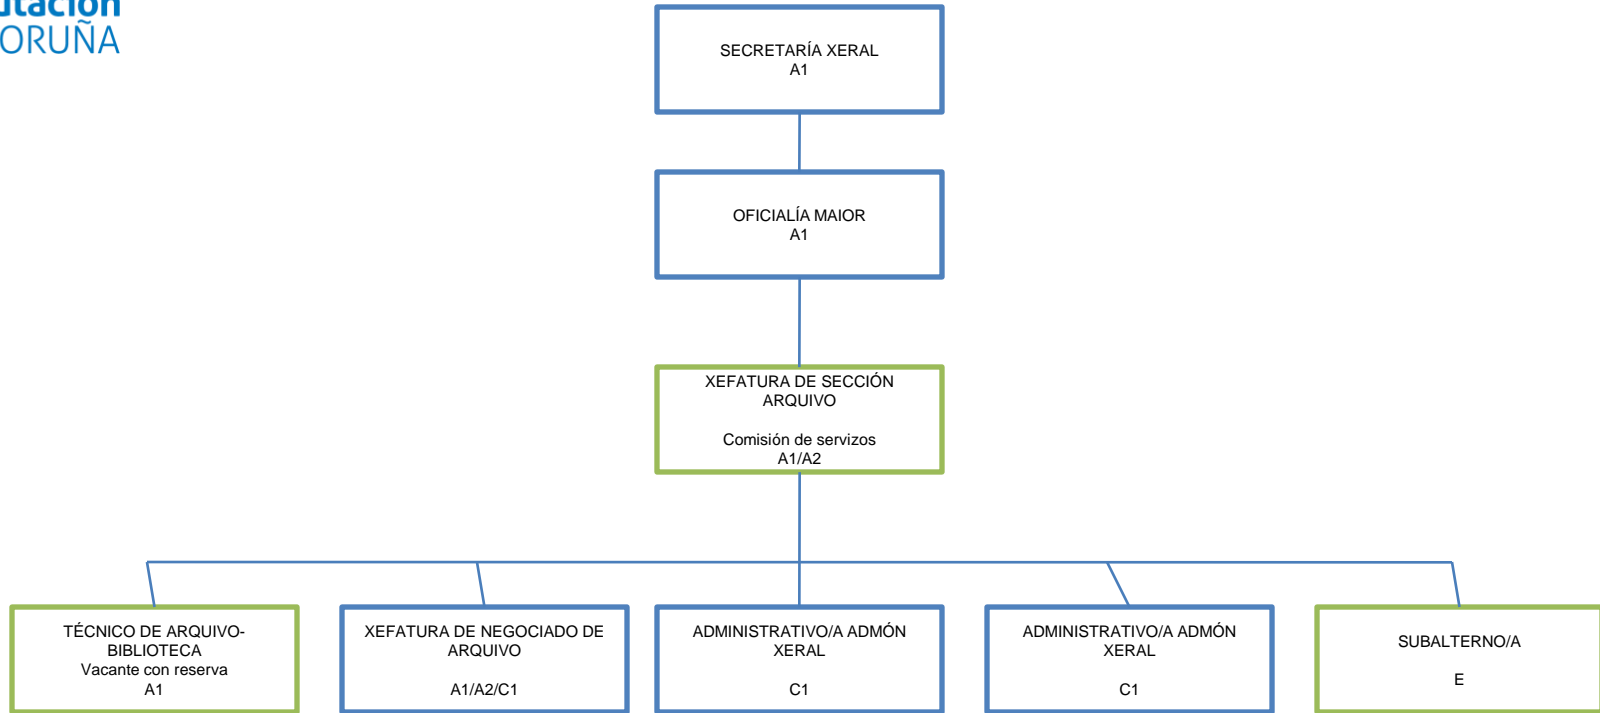 SECRETARÍA XERAL
A1
OFICIALÍA MAIOR
A1
XEFATURA DE SECCIÓN
ARQUIVO
Comisión de servizos
A1/A2
TÉCNICO DE ARQUIVO-
BIBLIOTECA
Vacante con reserva
A1
XEFATURA DE NEGOCIADO DE
ARQUIVO
A1/A2/C1
ADMINISTRATIVO/A ADMÓN
XERAL
C1
ADMINISTRATIVO/A ADMÓN
XERAL
C1
SUBALTERNO/A
E